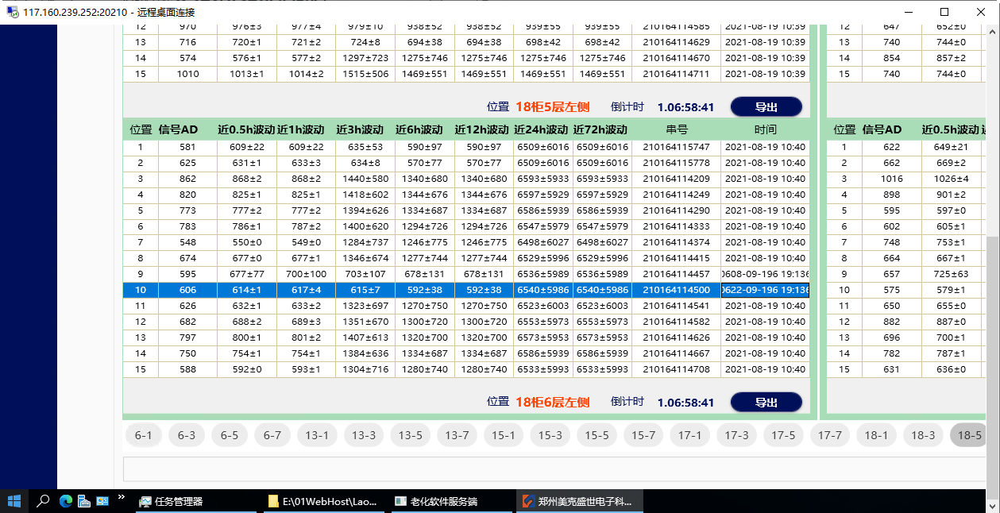 117.160.239.252:20210 - 远程桌面连接
12 970 976±3 977±4 979±10 938±52 938±52 939±55 939±55 210164114585 2021-08-19 10:39 12 647 652±0
13 716 720±1 721±2 724±8 694±38 694±38 698±42 698±42 210164114629 2021-08-19 10:39 13 740 744±0
14 574 576±1 577±2 1297±723 1275±746 1275±746 1275±746 1275±746 210164114670 2021-08-19 10:39 14 854 857±2
15 1010 1013±1 1014±2 1515±506 1469±551 1469±551 1469±551 1469±551 210164114711 2021-08-19 10:39 15 740 744±0
位置 18柜5层左侧 倒计时 1.06:58:41 导出
位置 信号AD 近0.5h波动 近1h波动 近3h波动 近6h波动 近12h波动 近24h波动 近72h波动 串号 时间 位置 信号AD 近0.5h波动
1 581 609±22 609±22 635±53 590±97 590±97 6509±6016 6509±6016 210164115747 2021-08-19 10:40 1 622 649±21
2 625 631±1 633±3 634±8 570±77 570±77 6509±6016 6509±6016 210164115778 2021-08-19 10:40 2 662 669±2
3 862 868±2 868±2 1440±580 1340±680 1340±680 6593±5933 6593±5933 210164114209 2021-08-19 10:40 3 1016 1026±4
4 820 825±1 825±1 1418±602 1344±676 1344±676 6597±5929 6597±5929 210164114249 2021-08-19 10:40 4 898 901±2
5 773 777±2 777±2 1394±626 1334±687 1334±687 6586±5939 6586±5939 210164114290 2021-08-19 10:40 5 595 597±0
6 783 786±1 787±2 1400±620 1294±726 1294±726 6547±5979 6547±5979 210164114333 2021-08-19 10:40 6 602 605±1
7 548 550±0 549±0 1284±737 1246±775 1246±775 6498±6027 6498±6027 210164114374 2021-08-19 10:40 7 748 753±1
8 674 677±0 677±1 1346±674 1277±744 1277±744 6529±5996 6529±5996 210164114415 2021-08-19 10:40 8 664 667±1
9 595 677±77 700±100 703±107 678±131 678±131 6536±5989 6536±5989 210164114457 0608-09-196 19:136 9 657 725±63
10 606 614±1 617±4 615±7 592±38 592±38 6540±5986 6540±5986 210164114500 0622-09-196 19:136 10 575 579±1
11 626 632±1 633±2 1323±697 1270±750 1270±750 6523±6003 6523±6003 210164114541 2021-08-19 10:40 11 650 655±0
12 682 688±2 689±3 1351±670 1300±720 1300±720 6553±5973 6553±5973 210164114582 2021-08-19 10:40 12 882 887±0
13 797 800±1 801±2 1407±613 1320±700 1320±700 6573±5953 6573±5953 210164114626 2021-08-19 10:40 13 696 700±1
14 750 754±1 754±1 1384±636 1334±687 1334±687 6586±5939 6586±5939 210164114667 2021-08-19 10:40 14 782 787±1
15 588 592±0 593±1 1304±716 1280±740 1280±740 6533±5993 6533±5993 210164114708 2021-08-19 10:40 15 631 636±0
位置 18柜6层左侧 倒计时 1.06:58:41 导出
6-1 6-3 6-5 6-7 13-1 13-3 13-5 13-7 15-1 15-3 15-5 15-7 17-1 17-3 17-5 17-7 18-1 18-3 18-5
任务管理器 E:\01WebHost\Lao... 老化软件服务端 郑州美克盛世电子科...